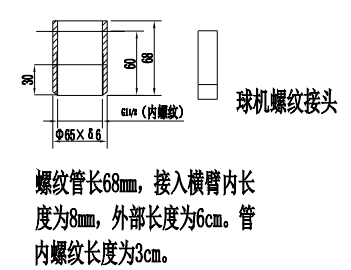 30
60
68
G11/2（内螺纹）
Φ65×δ6
球机螺纹接头
螺纹管长68mm，接入横臂内长
度为8mm，外部长度为6cm。管
内螺纹长度为3cm。